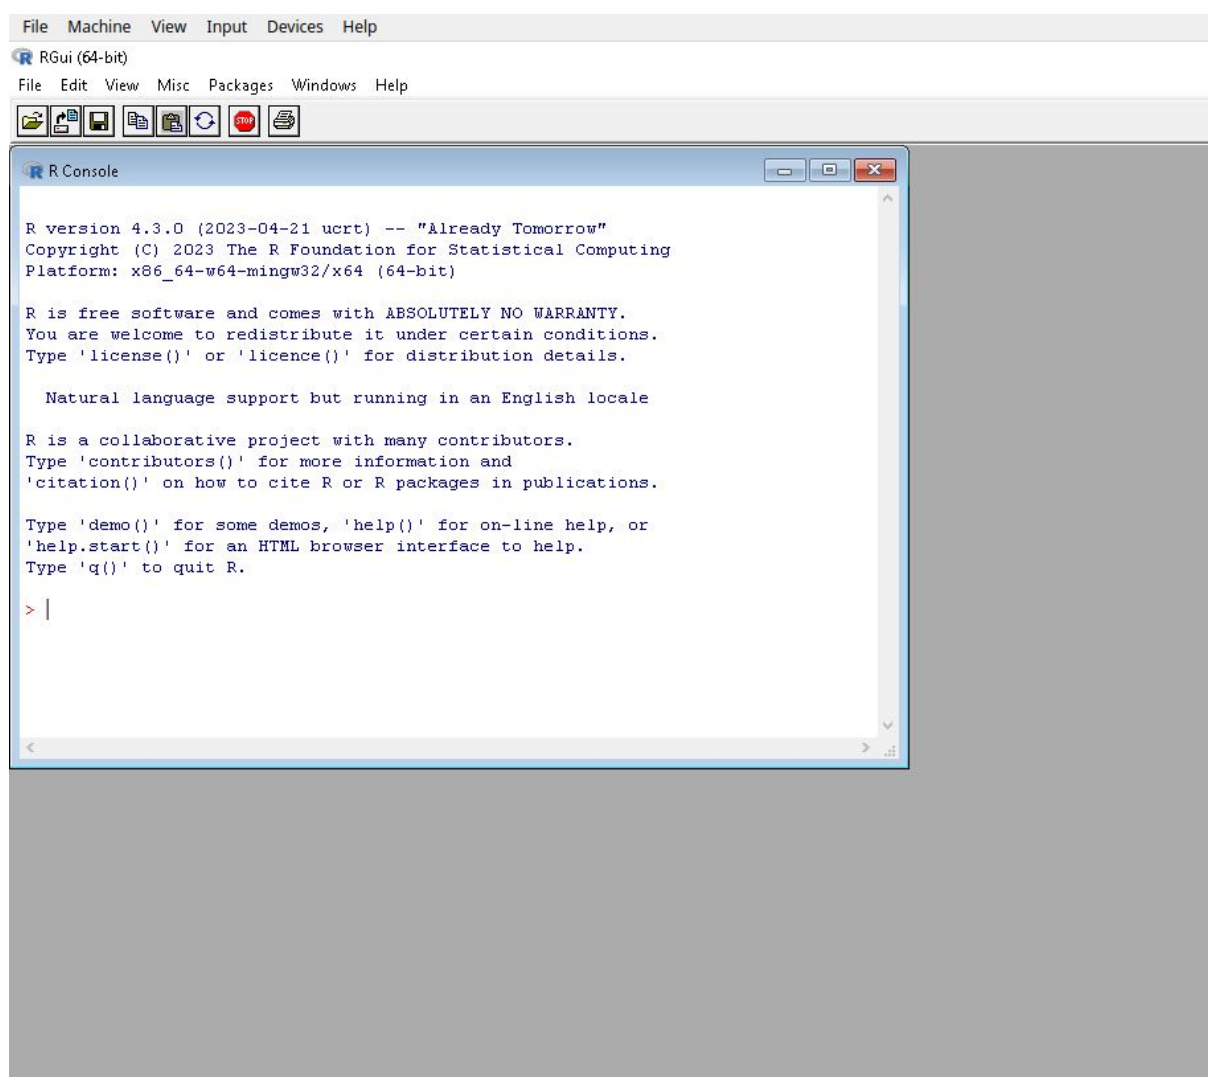 File Machine View Input Devices Help
RGui (64-bit)
File Edit View Misc Packages Windows Help
STOP
R Console
R version 4.3.0 (2023-04-21 ucrt) -- "Already Tomorrow"
Copyright (C) 2023 The R Foundation for Statistical Computing
Platform: x86_64-w64-mingw32/x64 (64-bit)
R is free software and comes with ABSOLUTELY NO WARRANTY.
You are welcome to redistribute it under certain conditions.
Type 'license()' or 'licence()' for distribution details.
Natural language support but running in an English locale
R is a collaborative project with many contributors.
Type 'contributors()' for more information and
'citation()' on how to cite R or R packages in publications.
Type 'demo()' for some demos, 'help()' for on-line help, or
'help.start()' for an HTML browser interface to help.
Type 'q()' to quit R.
>